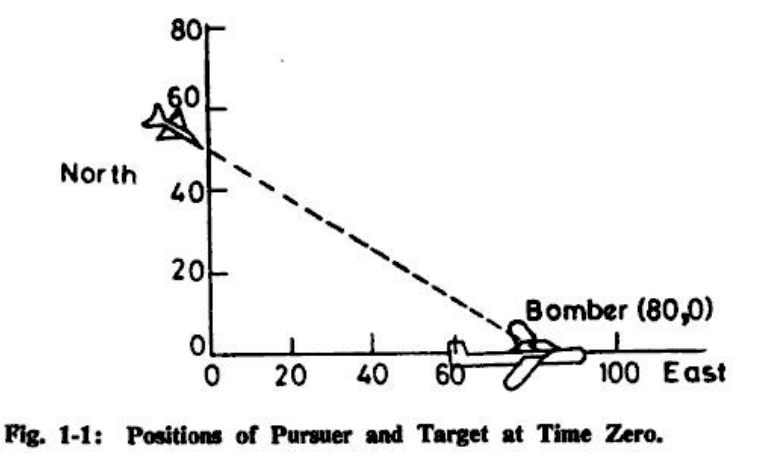 80
60
North
40
20
Bomber (80,0)
0
0 20 40 60 100 East
Fig. 1-1: Positions of Pursuer and Target at Time Zero.